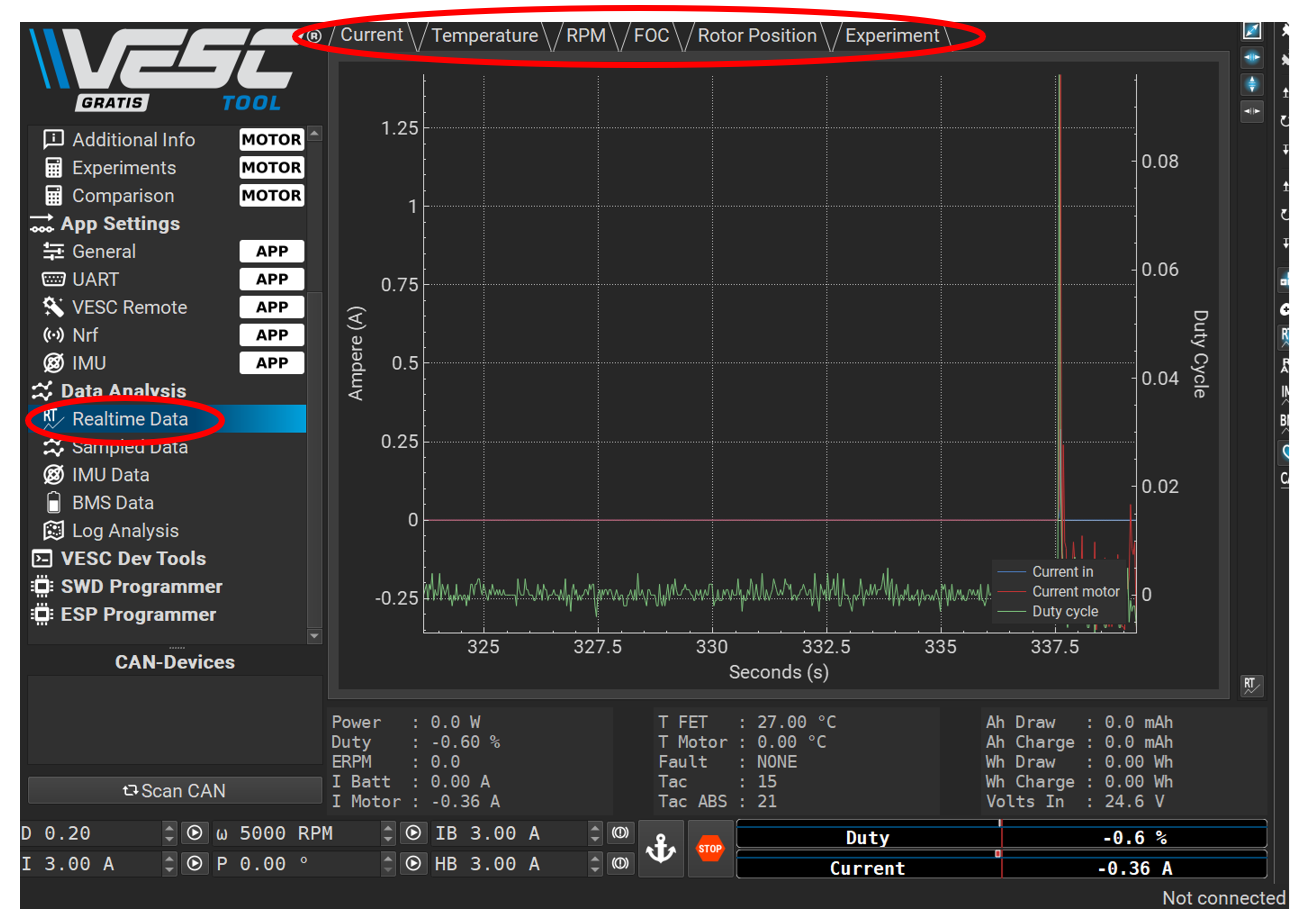 VESC
GRATIS TOOL
® Current Temperature RPM FOC Rotor Position Experiment
Additional Info MOTOR
Experiments MOTOR
Comparison MOTOR
App Settings
General APP
UART APP
VESC Remote APP
Nrf APP
IMU APP
Data Analysis
RT Realtime Data
Sampled Data
IMU Data
BMS Data
Log Analysis
VESC Dev Tools
SWD Programmer
ESP Programmer
CAN-Devices
Scan CAN
Ampere (A)
1.25
1
0.75
0.5
0.25
0
-0.25
325 327.5 330 332.5 335 337.5
Seconds (s)
Duty Cycle
0.08
0.06
0.04
0.02
0
Current in
Current motor
Duty cycle
RT
Power : 0.0 W
Duty : -0.60 %
ERPM : 0.0
I Batt : 0.00 A
I Motor : -0.36 A
T FET : 27.00 °C
T Motor : 0.00 °C
Fault : NONE
Tac : 15
Tac ABS : 21
Ah Draw : 0.0 mAh
Ah Charge : 0.0 mAh
Wh Draw : 0.00 Wh
Wh Charge : 0.00 Wh
Volts In : 24.6 V
D 0.20 ω 5000 RPM IB 3.00 A
I 3.00 A P 0.00 ° HB 3.00 A
STOP
Duty -0.6 %
Current -0.36 A
Not connected